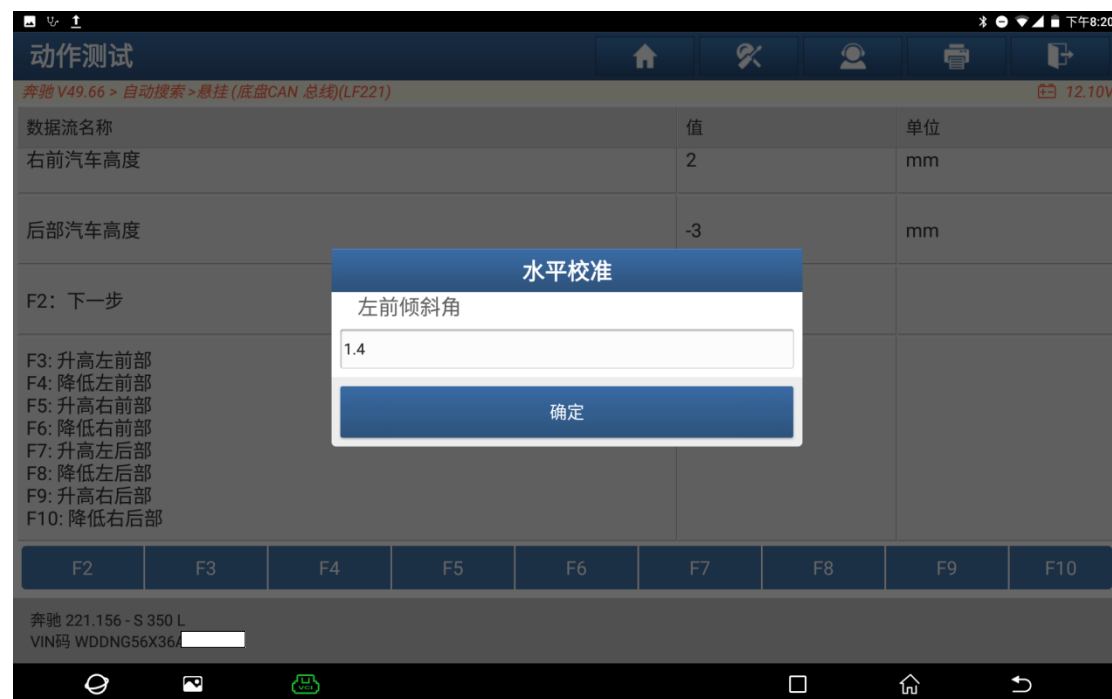 下午8:20
动作测试
奔驰 V49.66 > 自动搜索 > 悬挂 (底盘CAN 总线)(LF221)
12.10V
数据流名称 值 单位
右前汽车高度 2 mm
后部汽车高度 -3 mm
水平校准
F2：下一步
左前倾斜角
1.4
确定
F3: 升高左前部
F4: 降低左前部
F5: 升高右前部
F6: 降低右前部
F7: 升高左后部
F8: 降低左后部
F9: 升高右后部
F10: 降低右后部
F2 F3 F4 F5 F6 F7 F8 F9 F10
奔驰 221.156 - S 350 L
VIN码 WDDNG56X36A
VCI